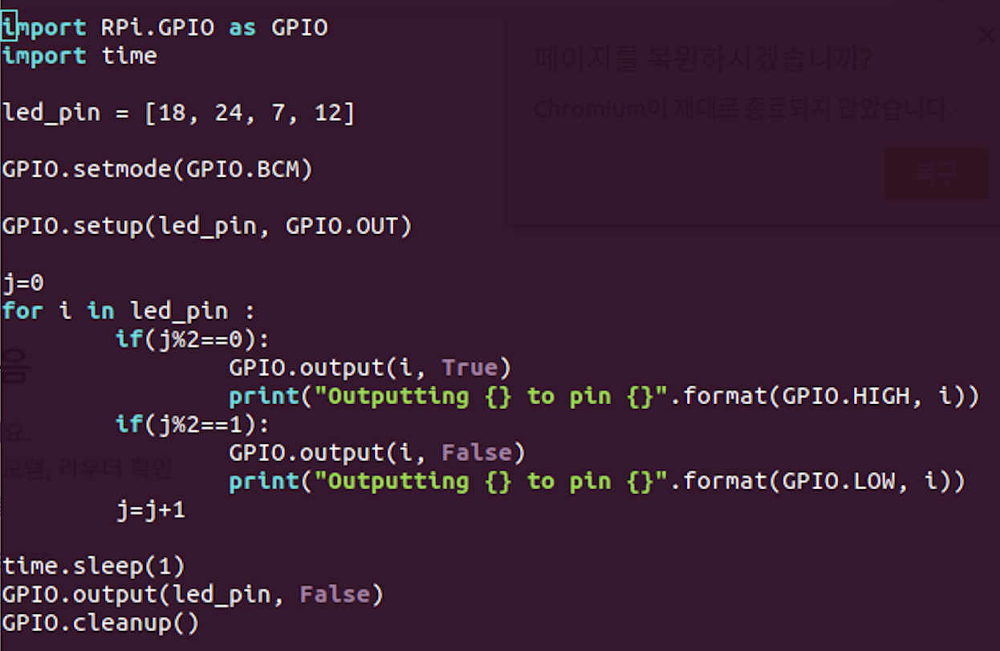 import RPi.GPIO as GPIO
import time
led_pin = [18, 24, 7, 12]
GPIO.setmode(GPIO.BCM)
GPIO.setup(led_pin, GPIO.OUT)
j=0
for i in led_pin :
if(j%2==0):
GPIO.output(i, True)
print("Outputting {} to pin {}".format(GPIO.HIGH, i))
if(j%2==1):
GPIO.output(i, False)
print("Outputting {} to pin {}".format(GPIO.LOW, i))
j=j+1
time.sleep(1)
GPIO.output(led_pin, False)
GPIO.cleanup()
페이지를 복원하시겠습니까?
Chromium이 제대로 종료되지 않았습니다.
복구
음
요.
모뎀, 라우터 확인